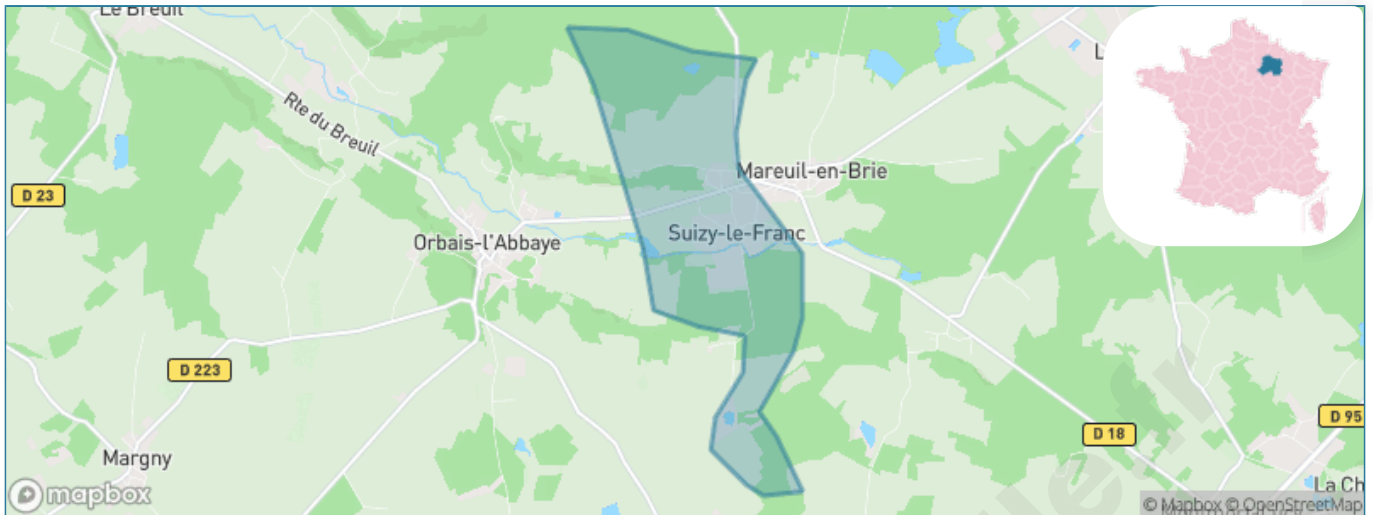 Le Breuil
Rte du Breuil
D 23
Mareuil-en-Brie
Suizy-le-Franc
Orbais-l'Abbaye
D 223
D 95
D 18
Margny
La Ch
mapbox
© Mapbox © OpenStreetMap